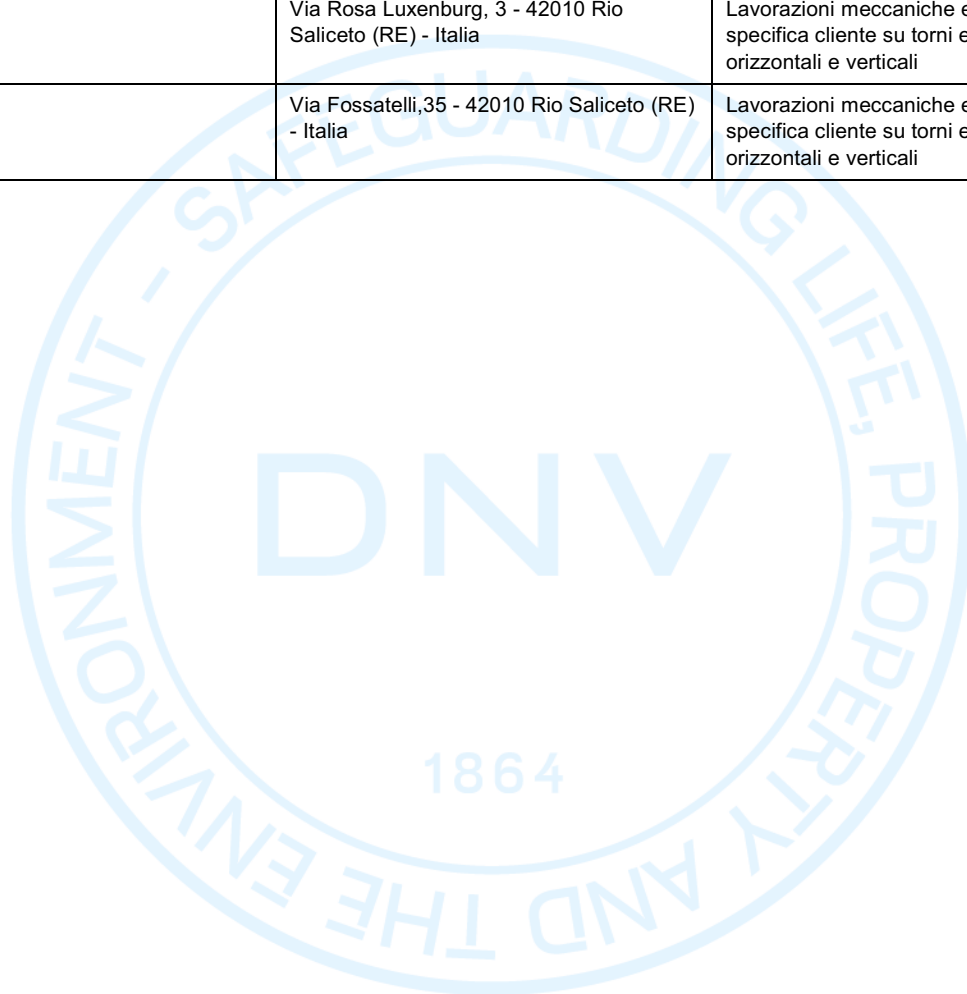 Via Rosa Luxenburg, 3 - 42010 Rio
Saliceto (RE) - Italia
Lavorazioni meccaniche e
specifica cliente su torni e
orizzontali e verticali
Via Fossatelli,35 - 42010 Rio Saliceto (RE)
- Italia
Lavorazioni meccaniche e
specifica cliente su torni e
orizzontali e verticali
SAFEGUARDING LIFE, PROPERTY AND THE ENVIRONMENT -
DNV
1864